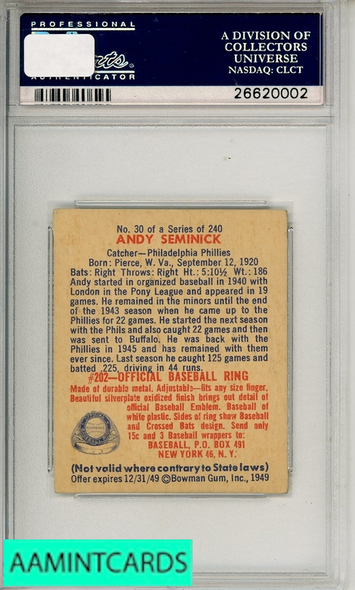 PROFESSIONAL
A DIVISION OF
COLLECTORS
UNIVERSE
NASDAQ: CLCT
AUTHENTICATOR
26620002
No. 30 of a Series of 240
ANDY SEMINICK
Catcher—Philadelphia Phillies
Born: Pierce, W. Va., September 12, 1920
Bats: Right Throws: Right Ht.: 5:10½ Wt.: 186
Andy started in organized baseball in 1940 with
London in the Pony League and appeared in 19
games. He remained in the minors until the end
of the 1943 season when he came up to the
Phillies for 22 games. He started the next season
with the Phils and also caught 22 games and then
was sent to Buffalo. He was back with the
Phillies in 1945 and has remained with them
ever since. Last season he caught 125 games and
batted .225, driving in 44 runs.
#202—OFFICIAL BASEBALL RING
Made of durable metal. Adjustable—fits any size finger.
Beautiful silverplate oxidized finish brings out detail of
official Baseball Emblem. Baseball of
white plastic. Sides of ring show Baseball
and Crossed Bats design. Send only
15c and 3 Baseball wrappers to:
BASEBALL, P.O. BOX 491
NEW YORK 46, N. Y.
(Not valid where contrary to State laws)
Offer expires 12/31/49 ©Bowman Gum, Inc., 1949
AAMINTCARDS